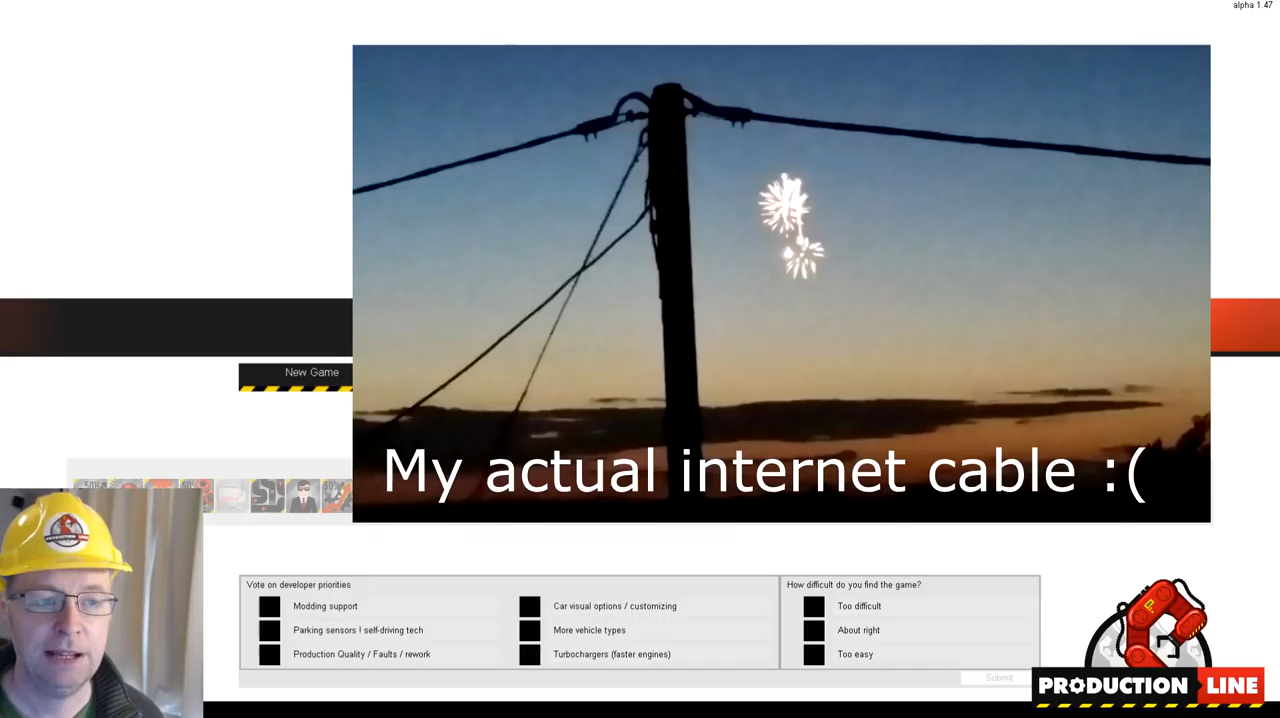 alpha 1.47
New Game
My actual internet cable :(
Vote on developer priorities
Modding support
Parking sensors ! self-driving tech
Production Quality / Faults / rework
Car visual options / customizing
More vehicle types
Turbochargers (faster engines)
How difficult do you find the game?
Too difficult
About right
Too easy
Submit
PRODUCTION LINE